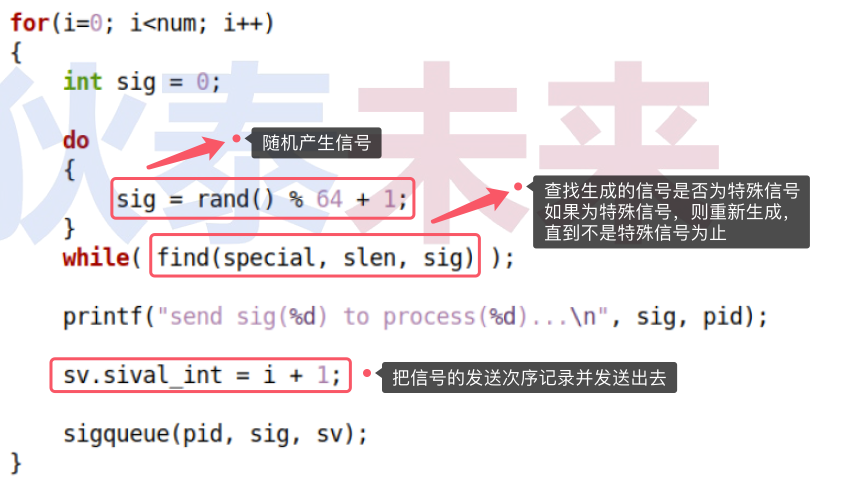 for(i=0; i<num; i++)
{
int sig = 0;
do
随机产生信号
{
sig = rand() % 64 + 1;
查找生成的信号是否为特殊信号
如果为特殊信号，则重新生成，
直到不是特殊信号为止
}
while( find(special, slen, sig) );
printf("send sig(%d) to process(%d)...\n", sig, pid);
sv.sival_int = i + 1;
把信号的发送次序记录并发送出去
sigqueue(pid, sig, sv);
}
狄泰未来